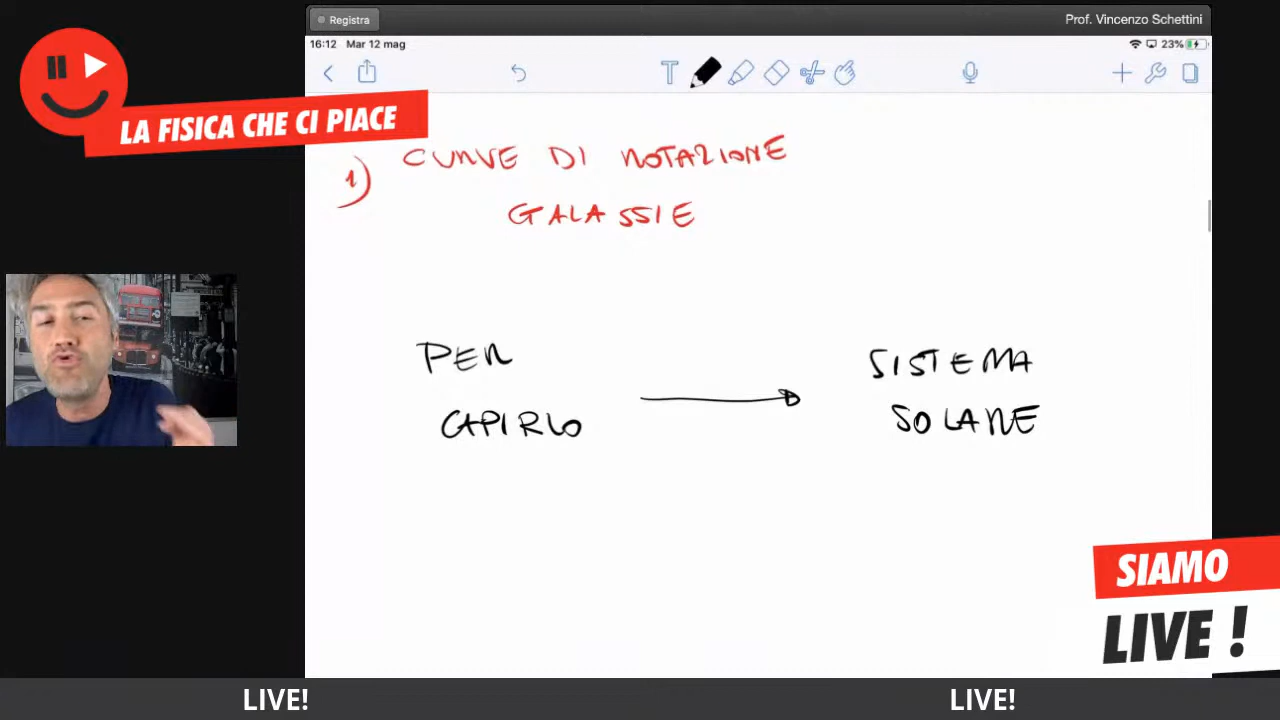 Registra
Prof. Vincenzo Schettini
16:12 Mar 12 mag
23%
T
LA FISICA CHE CI PIACE
1) CURVE DI ROTAZIONE
GALASSIE
PER
CAPIRLO
SISTEMA
SOLARE
SIAMO
LIVE !
LIVE!
LIVE!